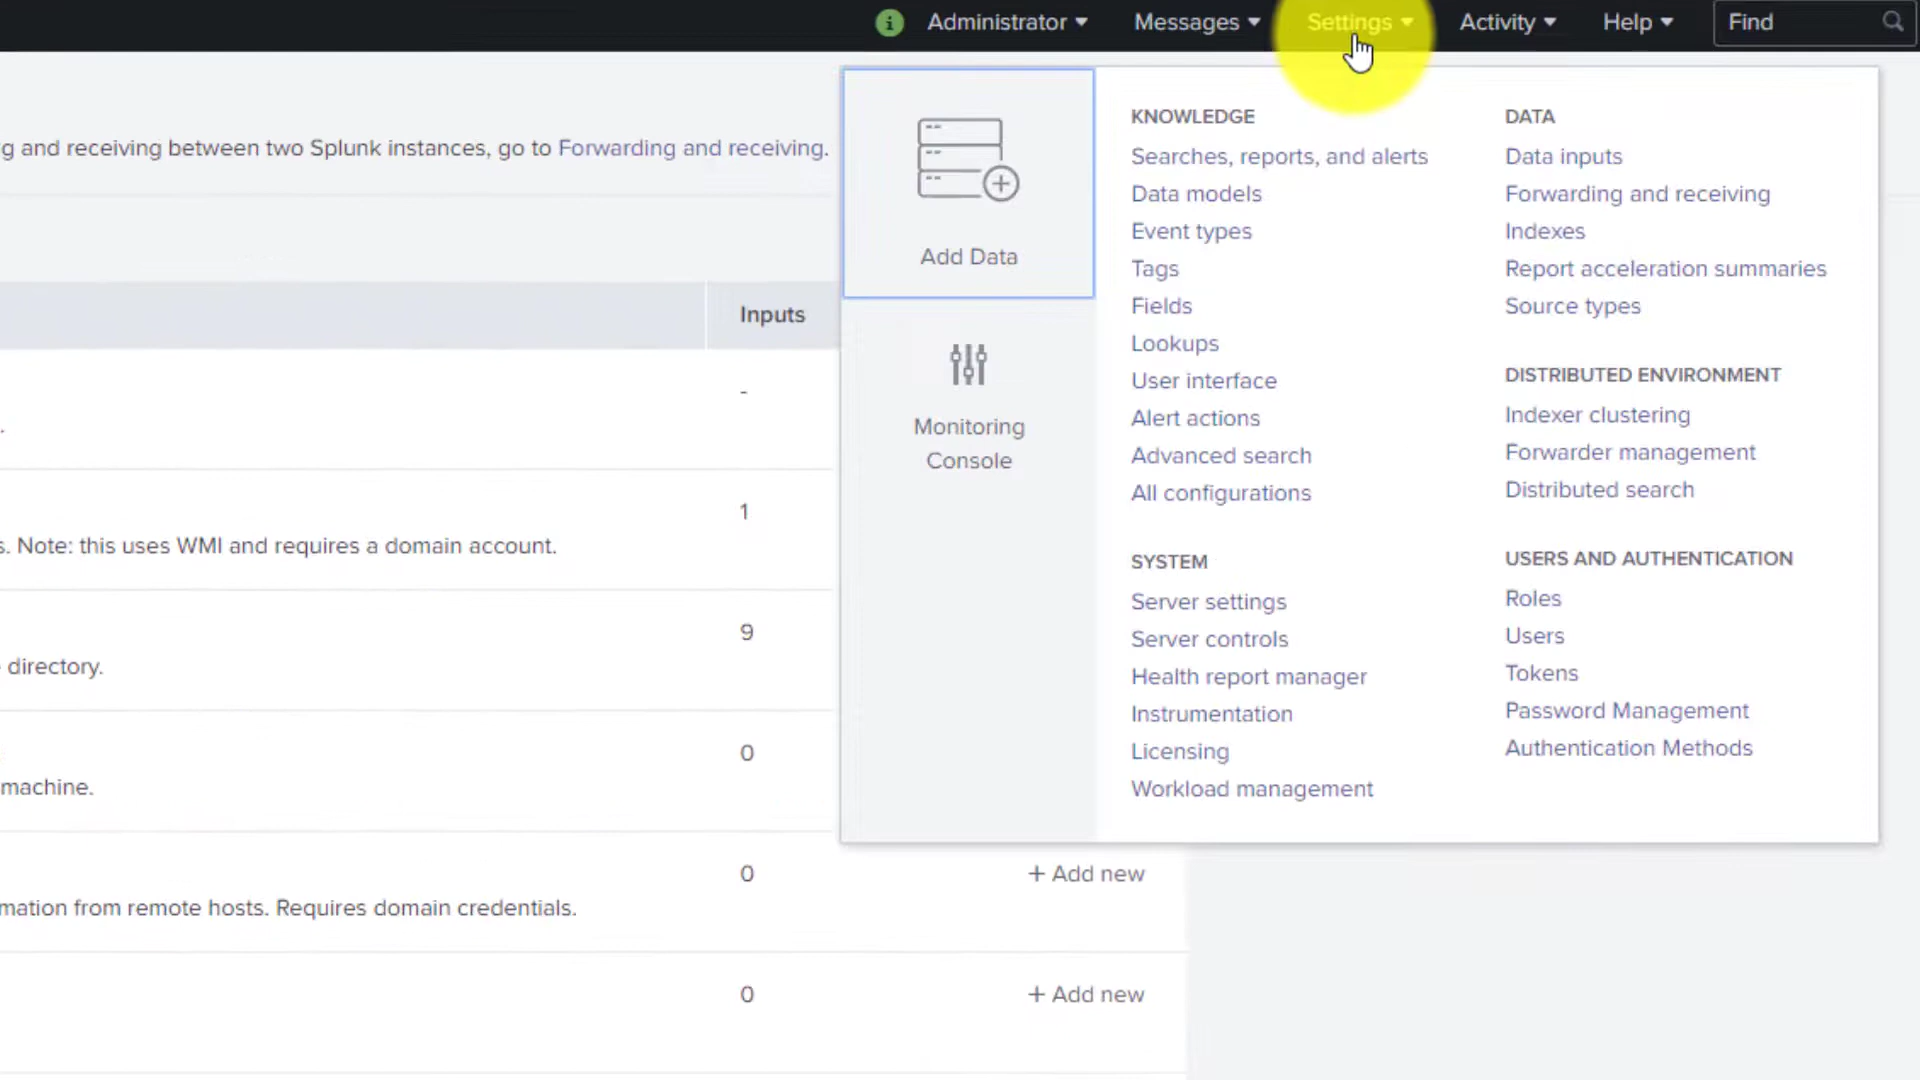 i Administrator Messages Settings Activity Help Find
g and receiving between two Splunk instances, go to Forwarding and receiving.
Inputs
-
.
1
s. Note: this uses WMI and requires a domain account.
9
directory.
0
machine.
0
+ Add new
mation from remote hosts. Requires domain credentials.
0
+ Add new
Add Data
Monitoring
Console
KNOWLEDGE
Searches, reports, and alerts
Data models
Event types
Tags
Fields
Lookups
User interface
Alert actions
Advanced search
All configurations
SYSTEM
Server settings
Server controls
Health report manager
Instrumentation
Licensing
Workload management
DATA
Data inputs
Forwarding and receiving
Indexes
Report acceleration summaries
Source types
DISTRIBUTED ENVIRONMENT
Indexer clustering
Forwarder management
Distributed search
USERS AND AUTHENTICATION
Roles
Users
Tokens
Password Management
Authentication Methods